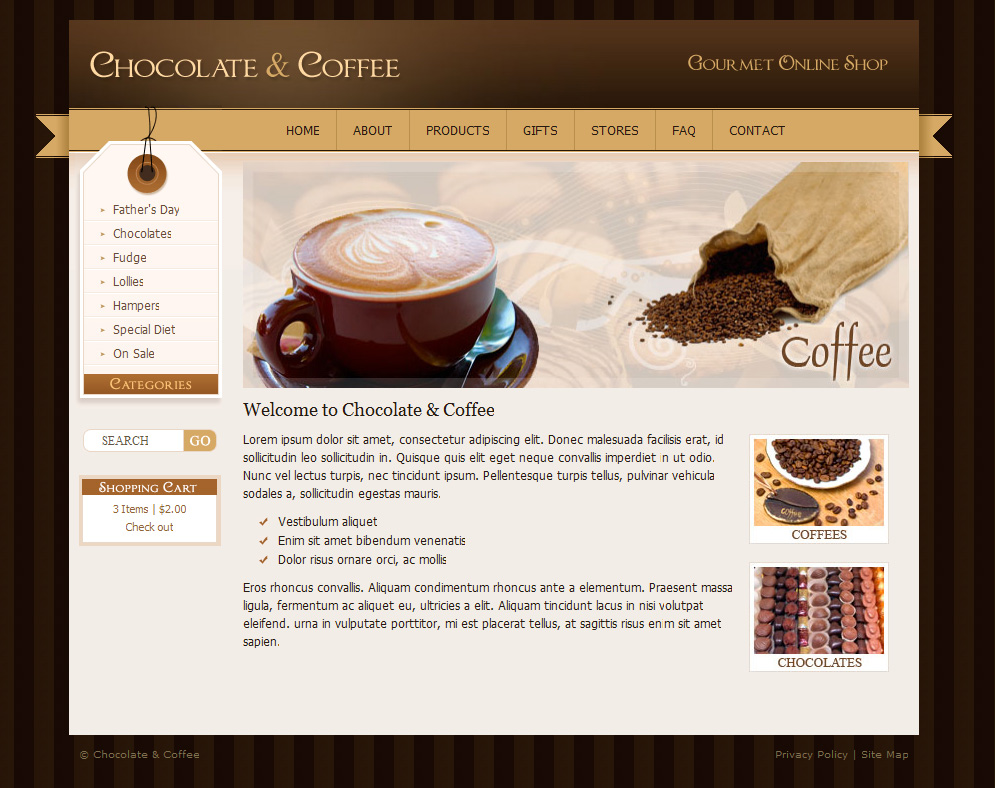 Chocolate & Coffee
Gourmet Online Shop
HOME ABOUT PRODUCTS GIFTS STORES FAQ CONTACT
Father's Day
Chocolates
Fudge
Lollies
Hampers
Special Diet
On Sale
Categories
SEARCH GO
Shopping Cart
3 Items | $2.00
Check out
Coffee
Welcome to Chocolate & Coffee
Lorem ipsum dolor sit amet, consectetur adipiscing elit. Donec malesuada facilisis erat, id
sollicitudin leo sollicitudin in. Quisque quis elit eget neque convallis imperdiet in ut odio.
Nunc vel lectus turpis, nec tincidunt ipsum. Pellentesque turpis tellus, pulvinar vehicula
sodales a, sollicitudin egestas mauris.
Vestibulum aliquet
Enim sit amet bibendum venenatis
Dolor risus ornare orci, ac mollis
Eros rhoncus convallis. Aliquam condimentum rhoncus ante a elementum. Praesent massa
ligula, fermentum ac aliquet eu, ultricies a elit. Aliquam tincidunt lacus in nisi volutpat
eleifend. urna in vulputate porttitor, mi est placerat tellus, at sagittis risus enim sit amet
sapien.
COFFEE
COFFEES
CHOCOLATES
© Chocolate & Coffee
Privacy Policy | Site Map